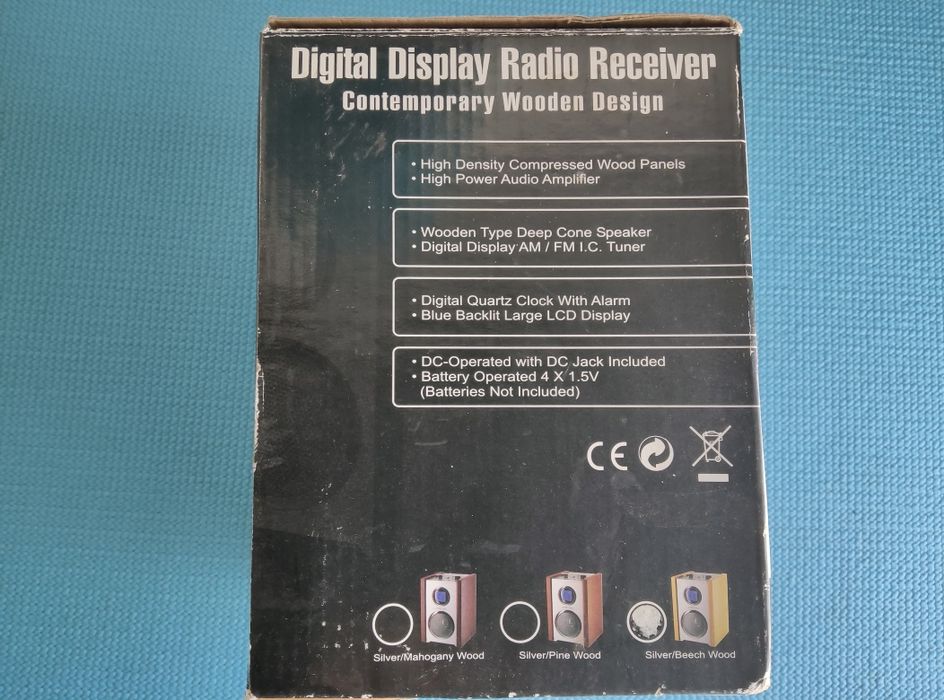 Digital Display Radio Receiver
Contemporary Wooden Design
• High Density Compressed Wood Panels
• High Power Audio Amplifier
• Wooden Type Deep Cone Speaker
• Digital Display AM / FM I.C. Tuner
• Digital Quartz Clock With Alarm
• Blue Backlit Large LCD Display
• DC-Operated with DC Jack Included
• Battery Operated 4 X 1.5V
(Batteries Not Included)
CE
Silver/Mahogany Wood
Silver/Pine Wood
Silver/Beech Wood